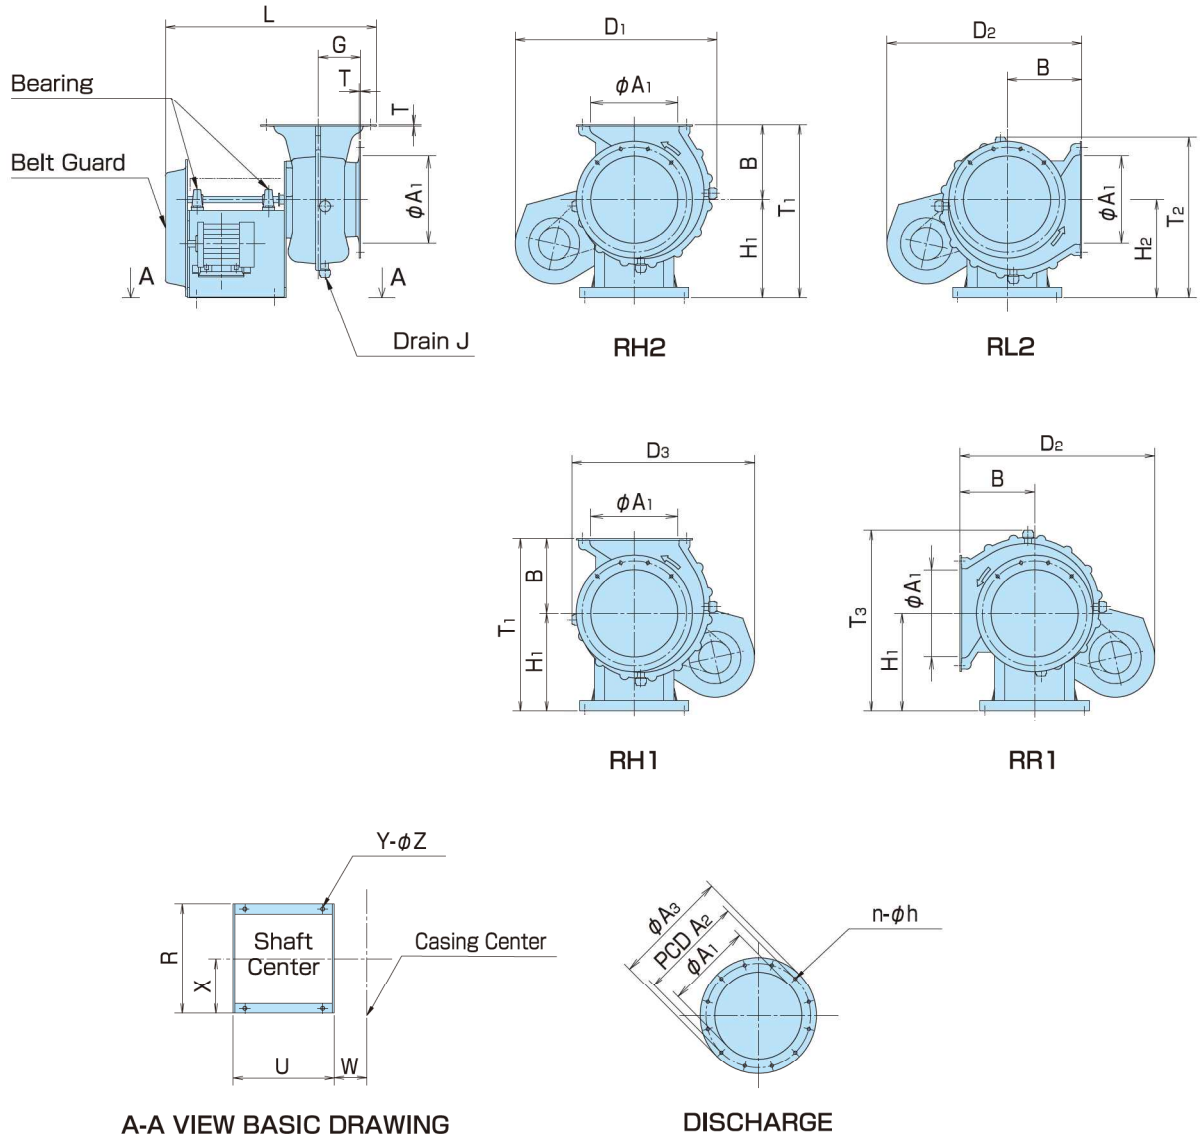 L
G
T
T
Bearing
Belt Guard
φA1
A
A
Drain J
D1
φA1
B
H1
T1
RH2
D2
B
φA1
H2
T2
RL2
D3
φA1
B
H1
T1
RH1
D2
B
φA1
T3
H1
RR1
Y-φZ
R
X
Shaft
Center
Casing Center
U
W
A-A VIEW BASIC DRAWING
φA3
PCD A2
φA1
n-φh
DISCHARGE